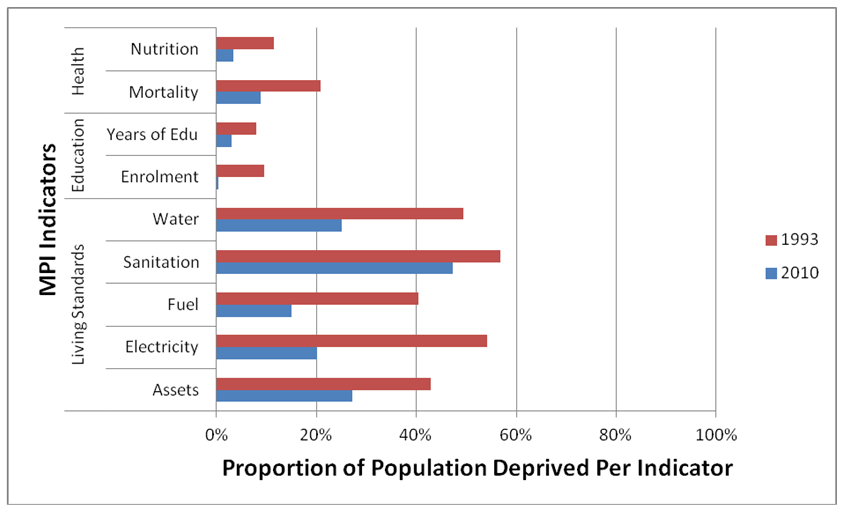 MPI Indicators
Health
Nutrition
Mortality
Education
Years of Edu
Enrolment
Living Standards
Water
Sanitation
Fuel
Electricity
Assets
0% 20% 40% 60% 80% 100%
Proportion of Population Deprived Per Indicator
1993
2010